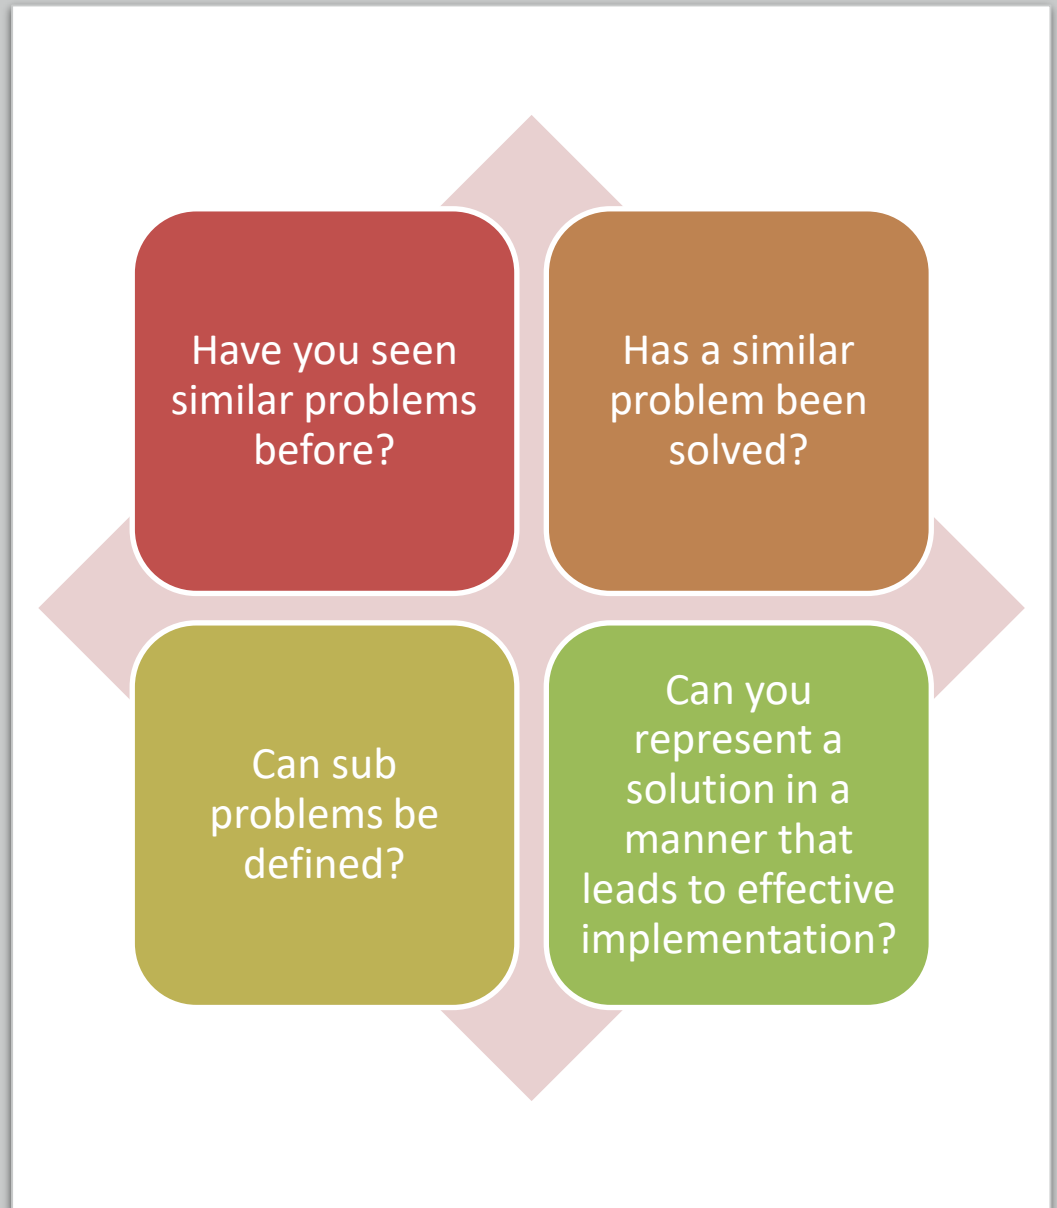 Have you seen
similar problems
before?
Has a similar
problem been
solved?
Can sub
problems be
defined?
Can you
represent a
solution in a
manner that
leads to effective
implementation?